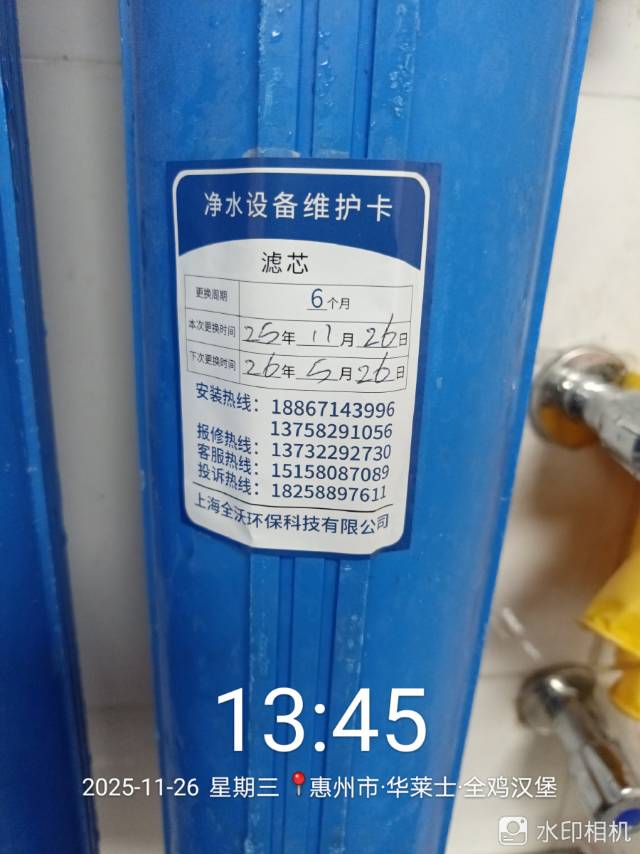 净水设备维护卡
滤芯
更换周期 6个月
本次更换时间 25年 11月 26日
下次更换时间 26年 5月 26日
安装热线：18867143996
13758291056
报修热线：13732292730
客服热线：15158087089
投诉热线：18258897611
上海全沃环保科技有限公司
13:45
2025-11-26 星期三 📍惠州市·华莱士·全鸡汉堡
水印相机